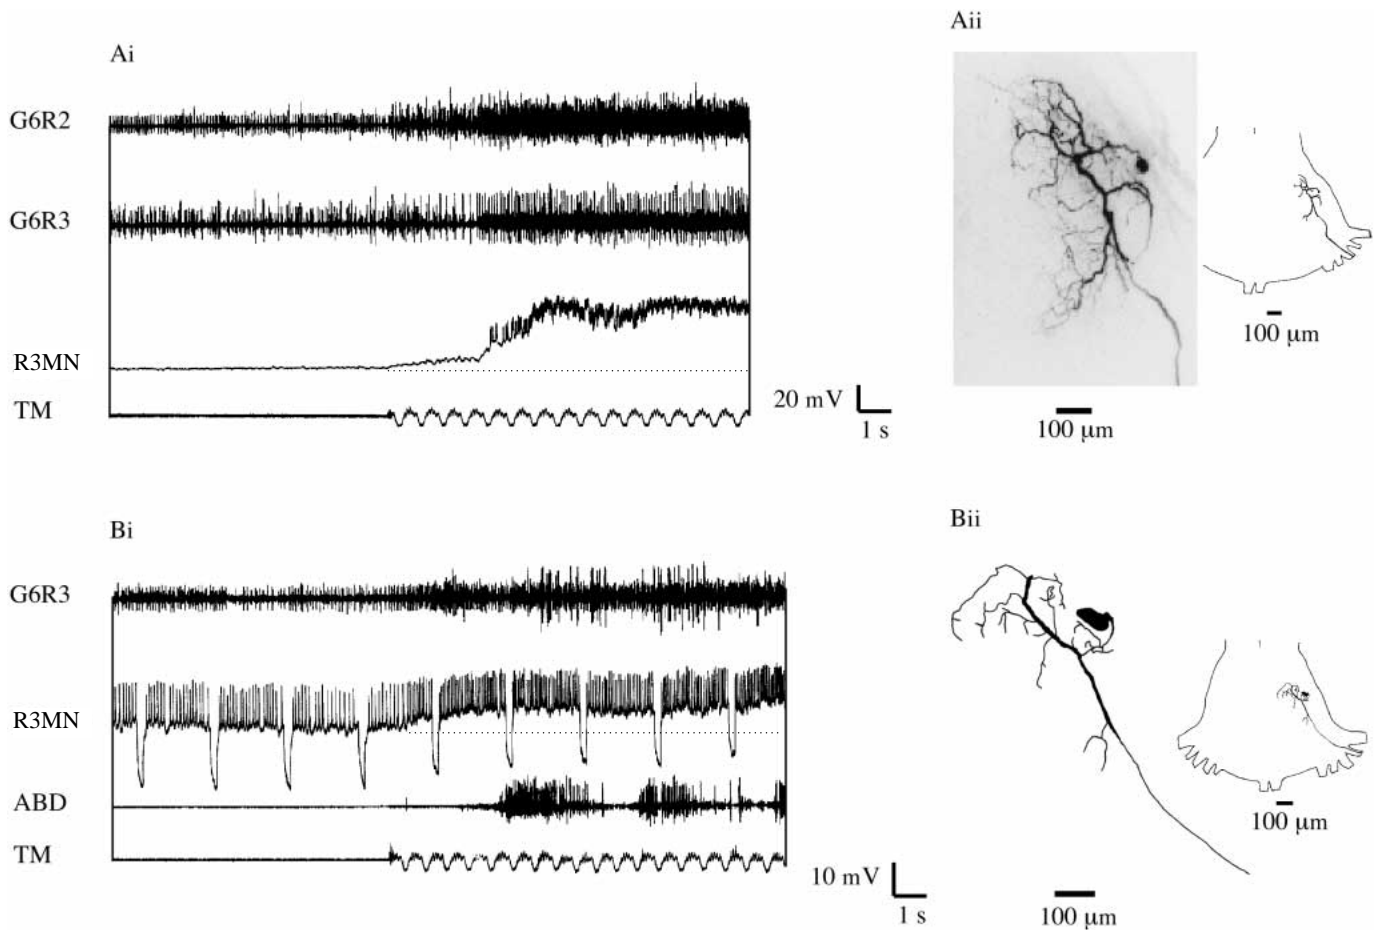 Ai
G6R2
G6R3
R3MN
TM
20 mV
1 s
Aii
100 µm
100 µm
Bi
G6R3
R3MN
ABD
TM
10 mV
1 s
Bii
100 µm
100 µm